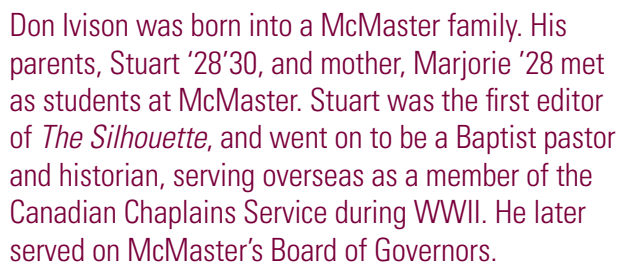 Don Ivison was born into a McMaster family. His
parents, Stuart ‘28’30, and mother, Marjorie ’28 met
as students at McMaster. Stuart was the first editor
of The Silhouette, and went on to be a Baptist pastor
and historian, serving overseas as a member of the
Canadian Chaplains Service during WWII. He later
served on McMaster’s Board of Governors.